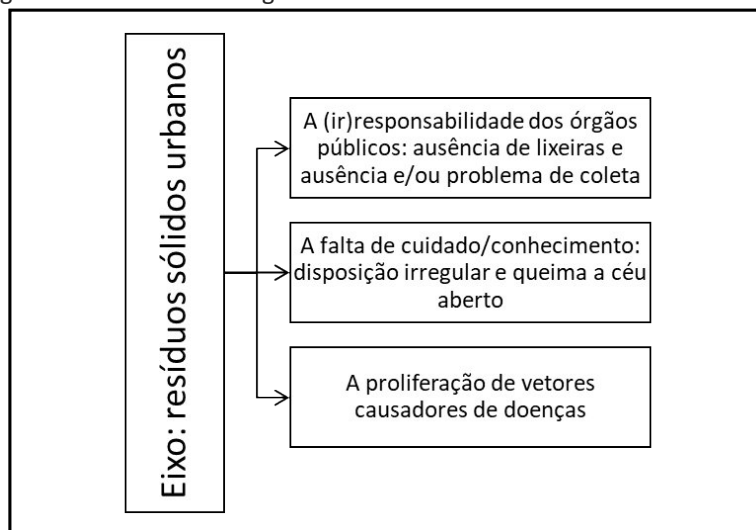 Eixo: resíduos sólidos urbanos
A (ir)responsabilidade dos órgãos
públicos: ausência de lixeiras e
ausência e/ou problema de coleta
A falta de cuidado/conhecimento:
disposição irregular e queima a céu
aberto
A proliferação de vetores
causadores de doenças